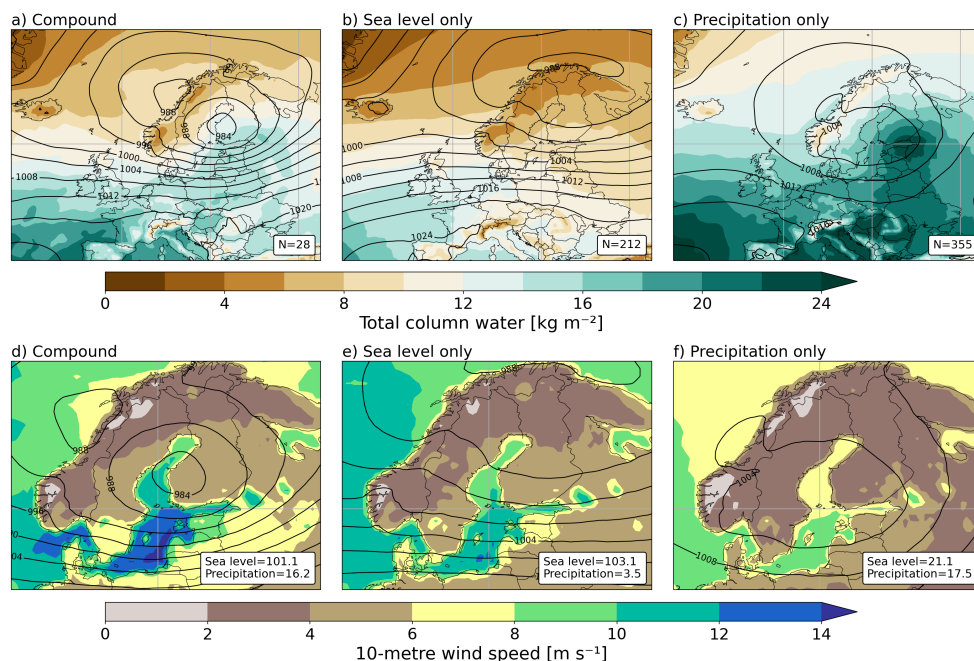 a) Compound
b) Sea level only
c) Precipitation only
988
988
984
996
1000
1004
1008
1012
1020
N=28
988
1000
1004
1008
1012
1016
1024
N=212
1004
1008
1012
1016
N=355
0 4 8 12 16 20 24
Total column water [kg m⁻²]
d) Compound
e) Sea level only
f) Precipitation only
988
988
984
996
04
Sea level=101.1
Precipitation=16.2
988
1004
Sea level=103.1
Precipitation=3.5
1004
1008
Sea level=21.1
Precipitation=17.5
0 2 4 6 8 10 12 14
10-metre wind speed [m s⁻¹]